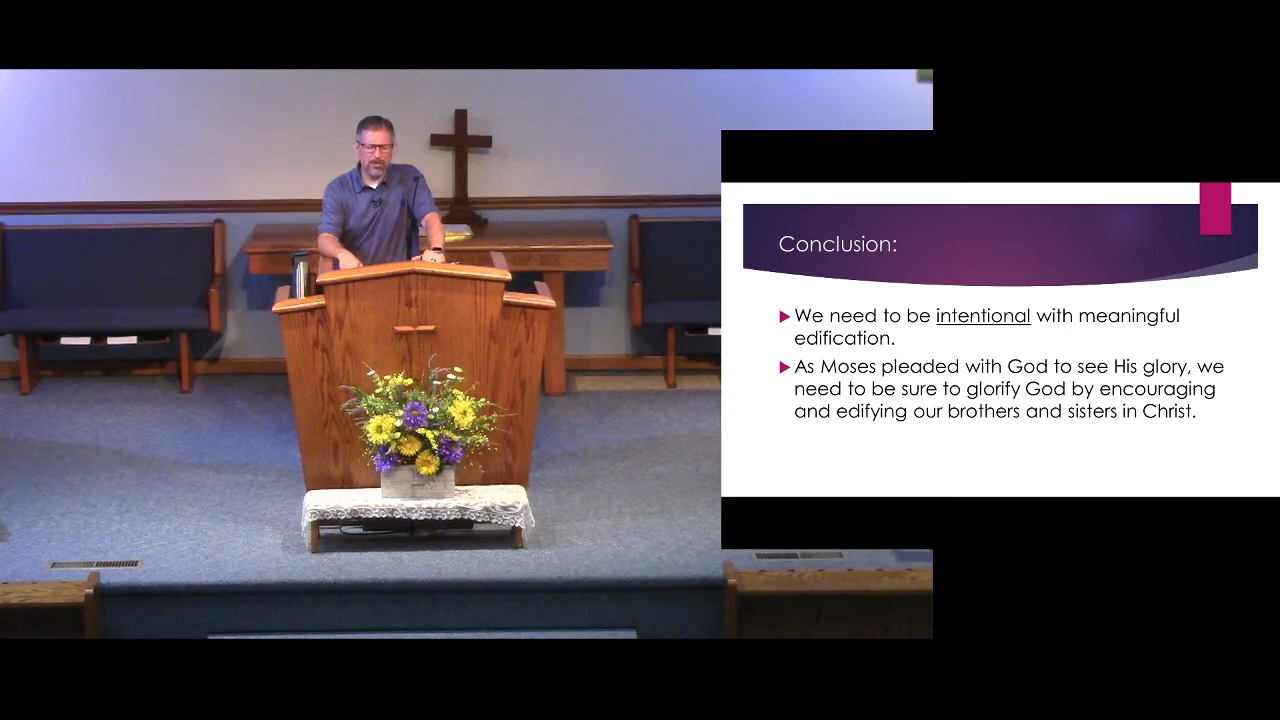 Conclusion:
We need to be intentional with meaningful
edification.
As Moses pleaded with God to see His glory, we
need to be sure to glorify God by encouraging
and edifying our brothers and sisters in Christ.